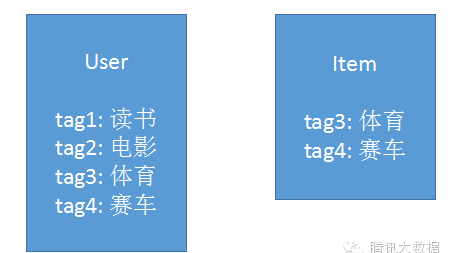 User
tag1: 读书
tag2: 电影
tag3: 体育
tag4: 赛车
Item
tag3: 体育
tag4: 赛车
腾讯大数据